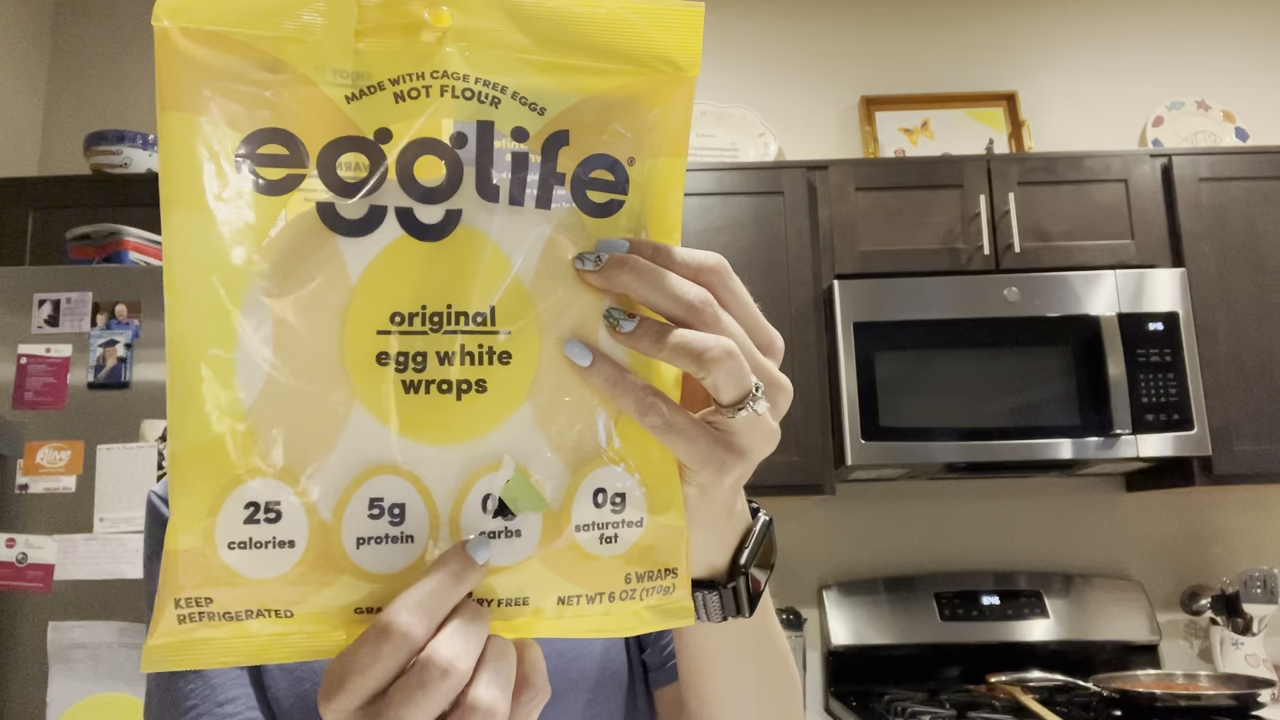 MADE WITH CAGE FREE EGGS
NOT FLOUR
egglife®
original
egg white
wraps
25
calories
5g
protein
carbs
0g
saturated
fat
KEEP
REFRIGERATED
FREE
6 WRAPS
NET WT 6 OZ (170g)
Alive